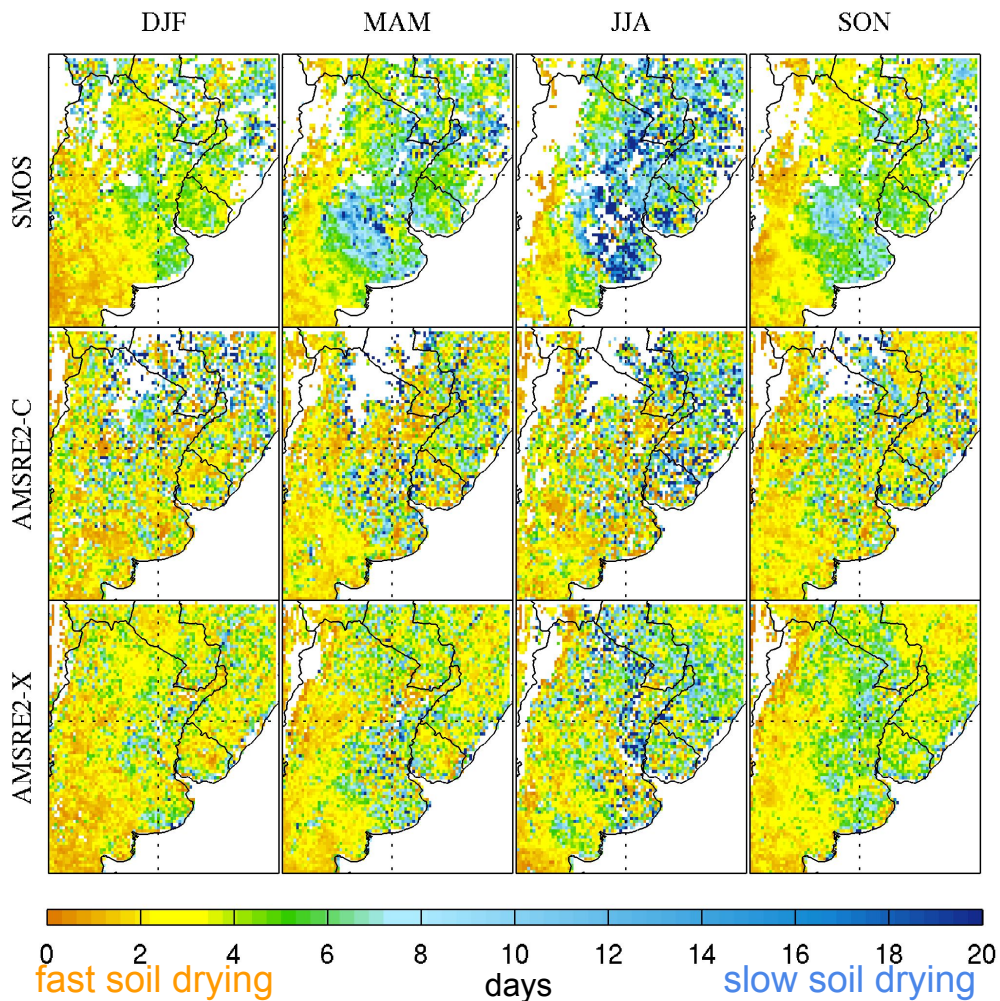 DJF MAM JJA SON
SMOS
AMSRE2-C
AMSRE2-X
0 2 4 6 8 10 12 14 16 18 20
fast soil drying days slow soil drying